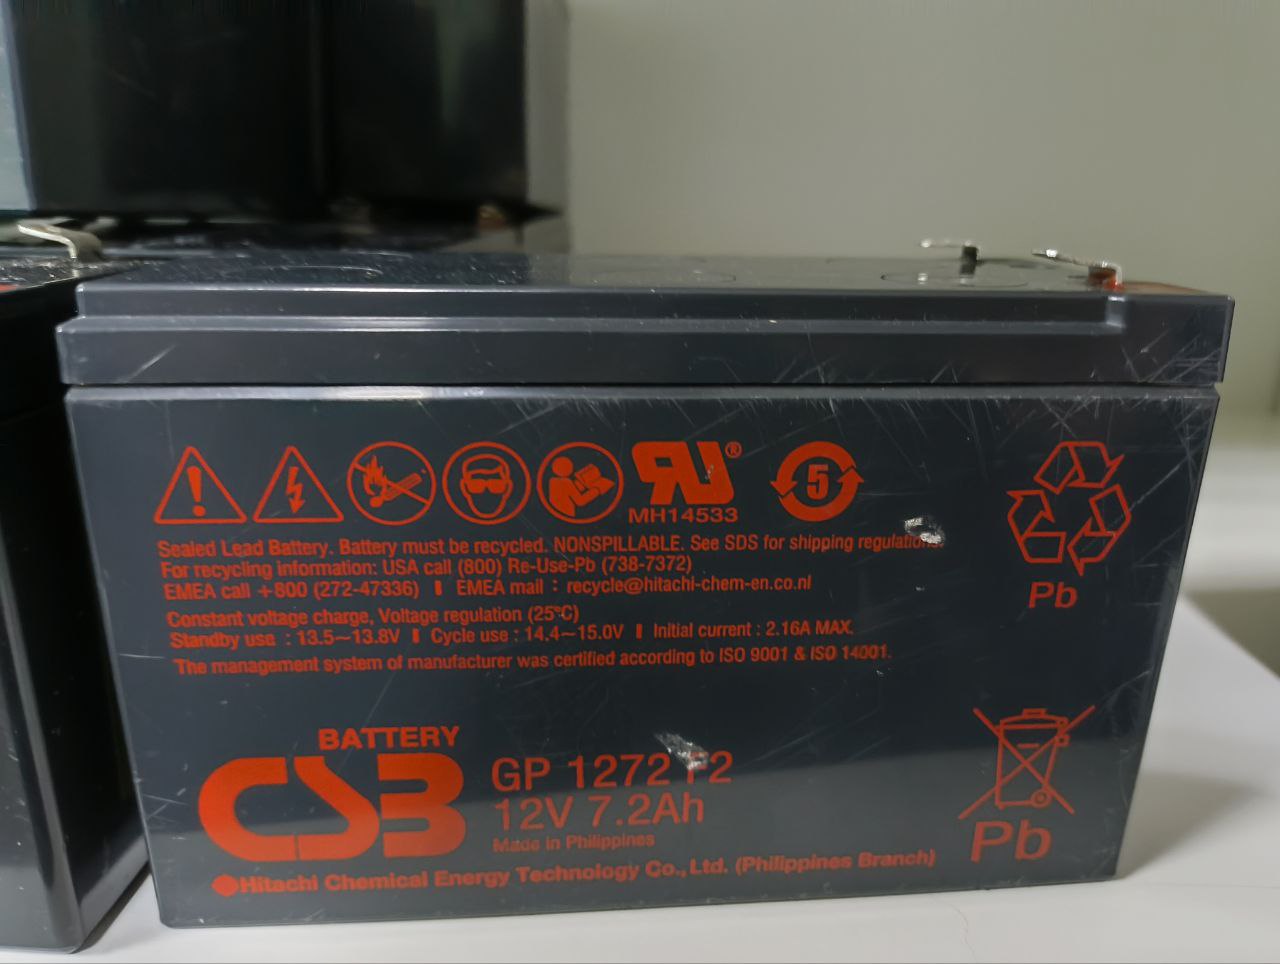 RU®
MH14533
5
Sealed Lead Battery. Battery must be recycled. NONSPILLABLE. See SDS for shipping regulations.
For recycling information: USA call (800) Re-Use-Pb (738-7372)
EMEA call +800 (272-47336) ▮ EMEA mail : recycle@hitachi-chem-en.co.nl
Constant voltage charge, Voltage regulation (25°C)
Standby use : 13.5~13.8V ▮ Cycle use : 14.4~15.0V ▮ Initial current : 2.16A MAX.
The management system of manufacturer was certified according to ISO 9001 & ISO 14001.
Pb
BATTERY
CSB
GP 1272 F2
12V 7.2Ah
Made in Philippines
Hitachi Chemical Energy Technology Co., Ltd. (Philippines Branch)
Pb